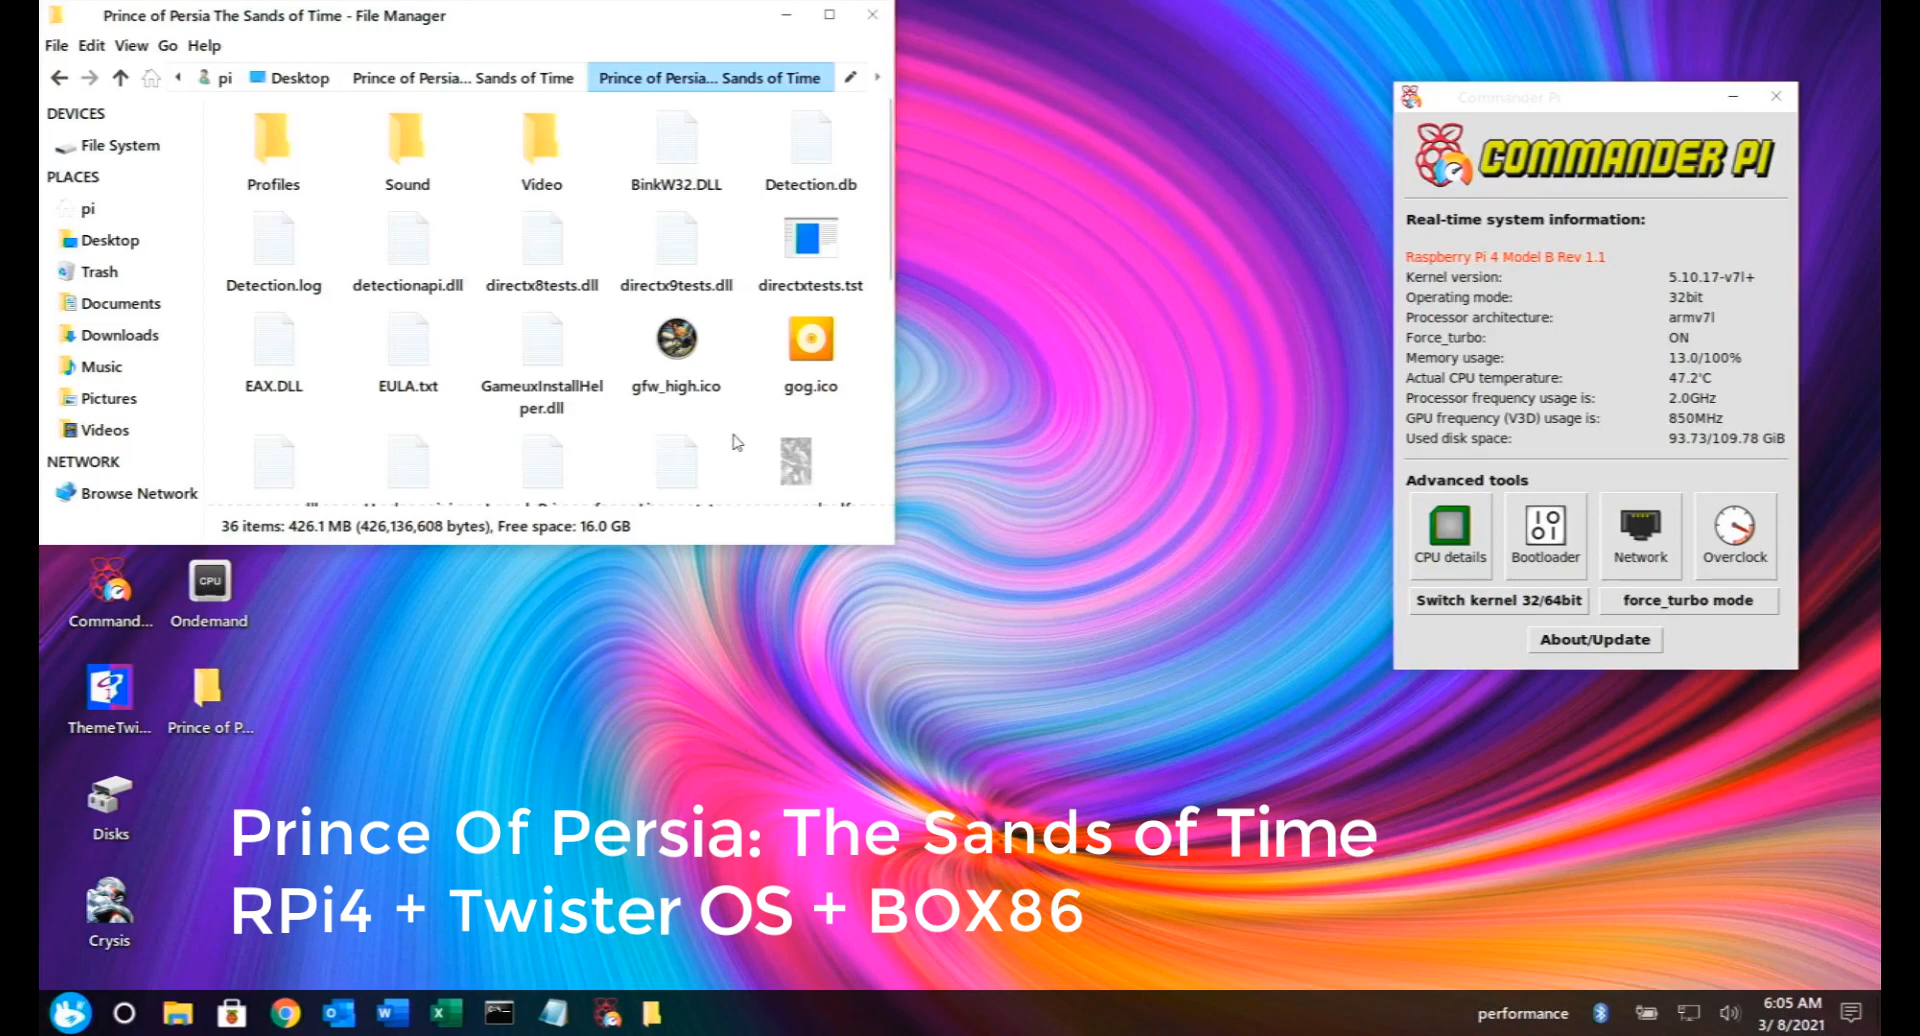 Prince of Persia The Sands of Time - File Manager
File Edit View Go Help
pi Desktop Prince of Persia... Sands of Time Prince of Persia... Sands of Time
DEVICES
File System
PLACES
pi
Desktop
Trash
Documents
Downloads
Music
Pictures
Videos
NETWORK
Browse Network
Profiles Sound Video BinkW32.DLL Detection.db
Detection.log detectionapi.dll directx8tests.dll directx9tests.dll directxtests.tst
EAX.DLL EULA.txt GameuxInstallHel gfw_high.ico gog.ico
per.dll
36 items: 426.1 MB (426,136,608 bytes), Free space: 16.0 GB
Commander Pi
COMMANDER PI
Real-time system information:
Raspberry Pi 4 Model B Rev 1.1
Kernel version: 5.10.17-v7l+
Operating mode: 32bit
Processor architecture: armv7l
Force_turbo: ON
Memory usage: 13.0/100%
Actual CPU temperature: 47.2'C
Processor frequency usage is: 2.0GHz
GPU frequency (V3D) usage is: 850MHz
Used disk space: 93.73/109.78 GiB
Advanced tools
CPU details Bootloader Network Overclock
Switch kernel 32/64bit force_turbo mode
About/Update
CPU
Command... Ondemand
ThemeTwi... Prince of P...
Disks
Crysis
Prince Of Persia: The Sands of Time
RPi4 + Twister OS + BOX86
performance
6:05 AM
3/ 8/2021